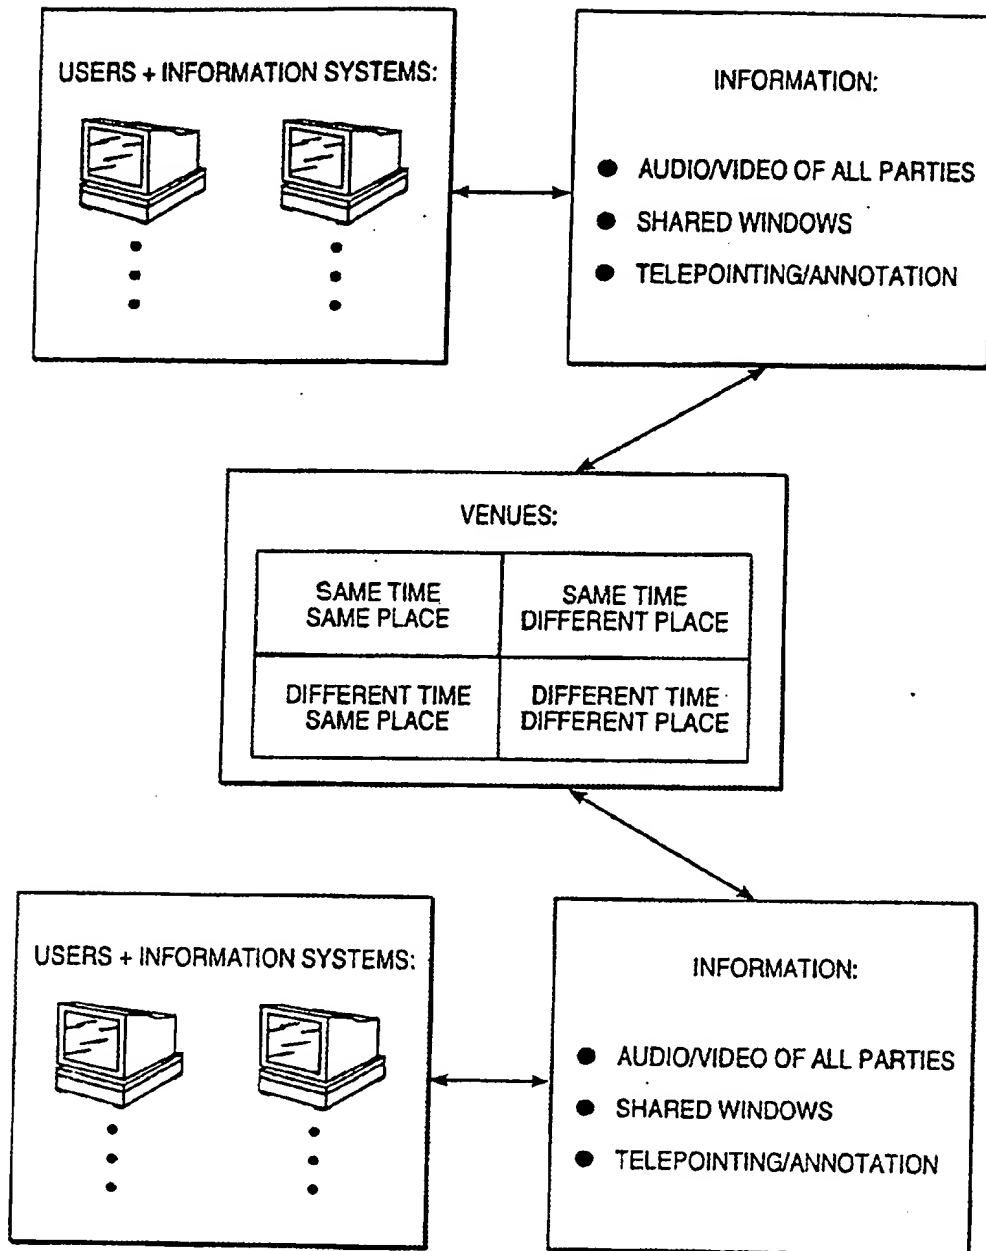 USERS + INFORMATION SYSTEMS:
INFORMATION:
● AUDIO/VIDEO OF ALL PARTIES
● SHARED WINDOWS
● TELEPOINTING/ANNOTATION
VENUES:
SAME TIME
SAME PLACE
SAME TIME
DIFFERENT PLACE
DIFFERENT TIME
SAME PLACE
DIFFERENT TIME
DIFFERENT PLACE
USERS + INFORMATION SYSTEMS:
INFORMATION:
● AUDIO/VIDEO OF ALL PARTIES
● SHARED WINDOWS
● TELEPOINTING/ANNOTATION